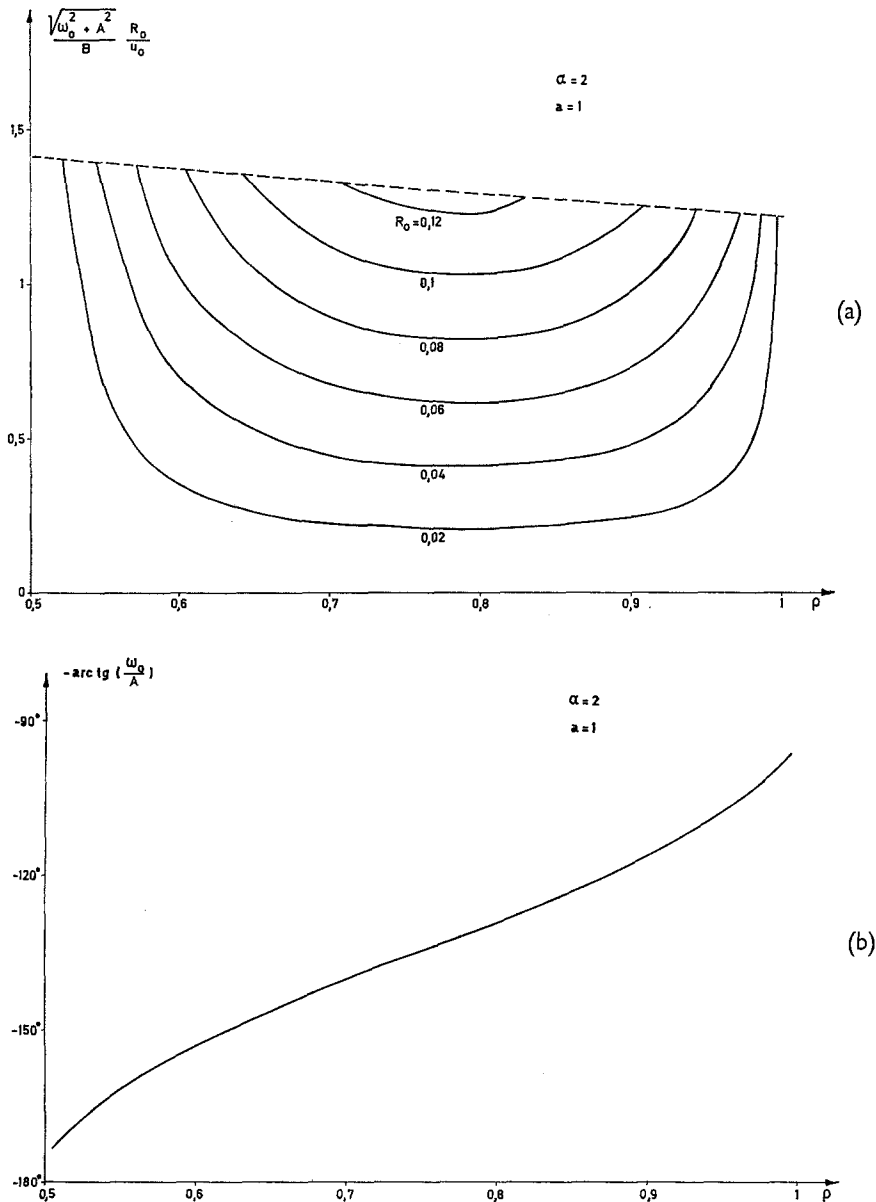 √ω₀² + A² / B R₀ / u₀
α = 2
a = 1
1,5
R₀ = 0,12
0,1
1
(a)
0,08
0,06
0,5
0,04
0,02
0
0,5 0,6 0,7 0,8 0,9 1 ρ
-arc tg (ω₀/A)
α = 2
-90°
a = 1
-120°
(b)
-150°
-180°
0,5 0,6 0,7 0,8 0,9 1 ρ